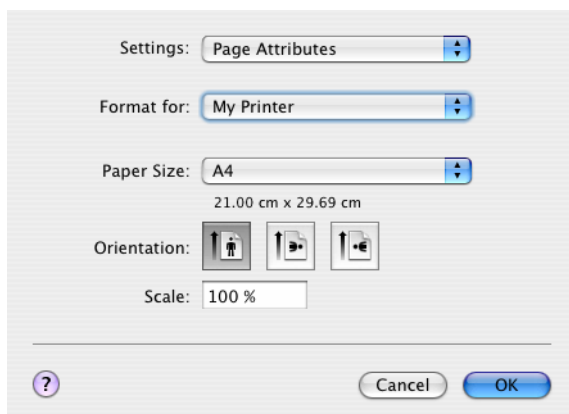 Settings: Page Attributes
Format for: My Printer
Paper Size: A4
21.00 cm x 29.69 cm
Orientation:
Scale: 100 %
? Cancel OK